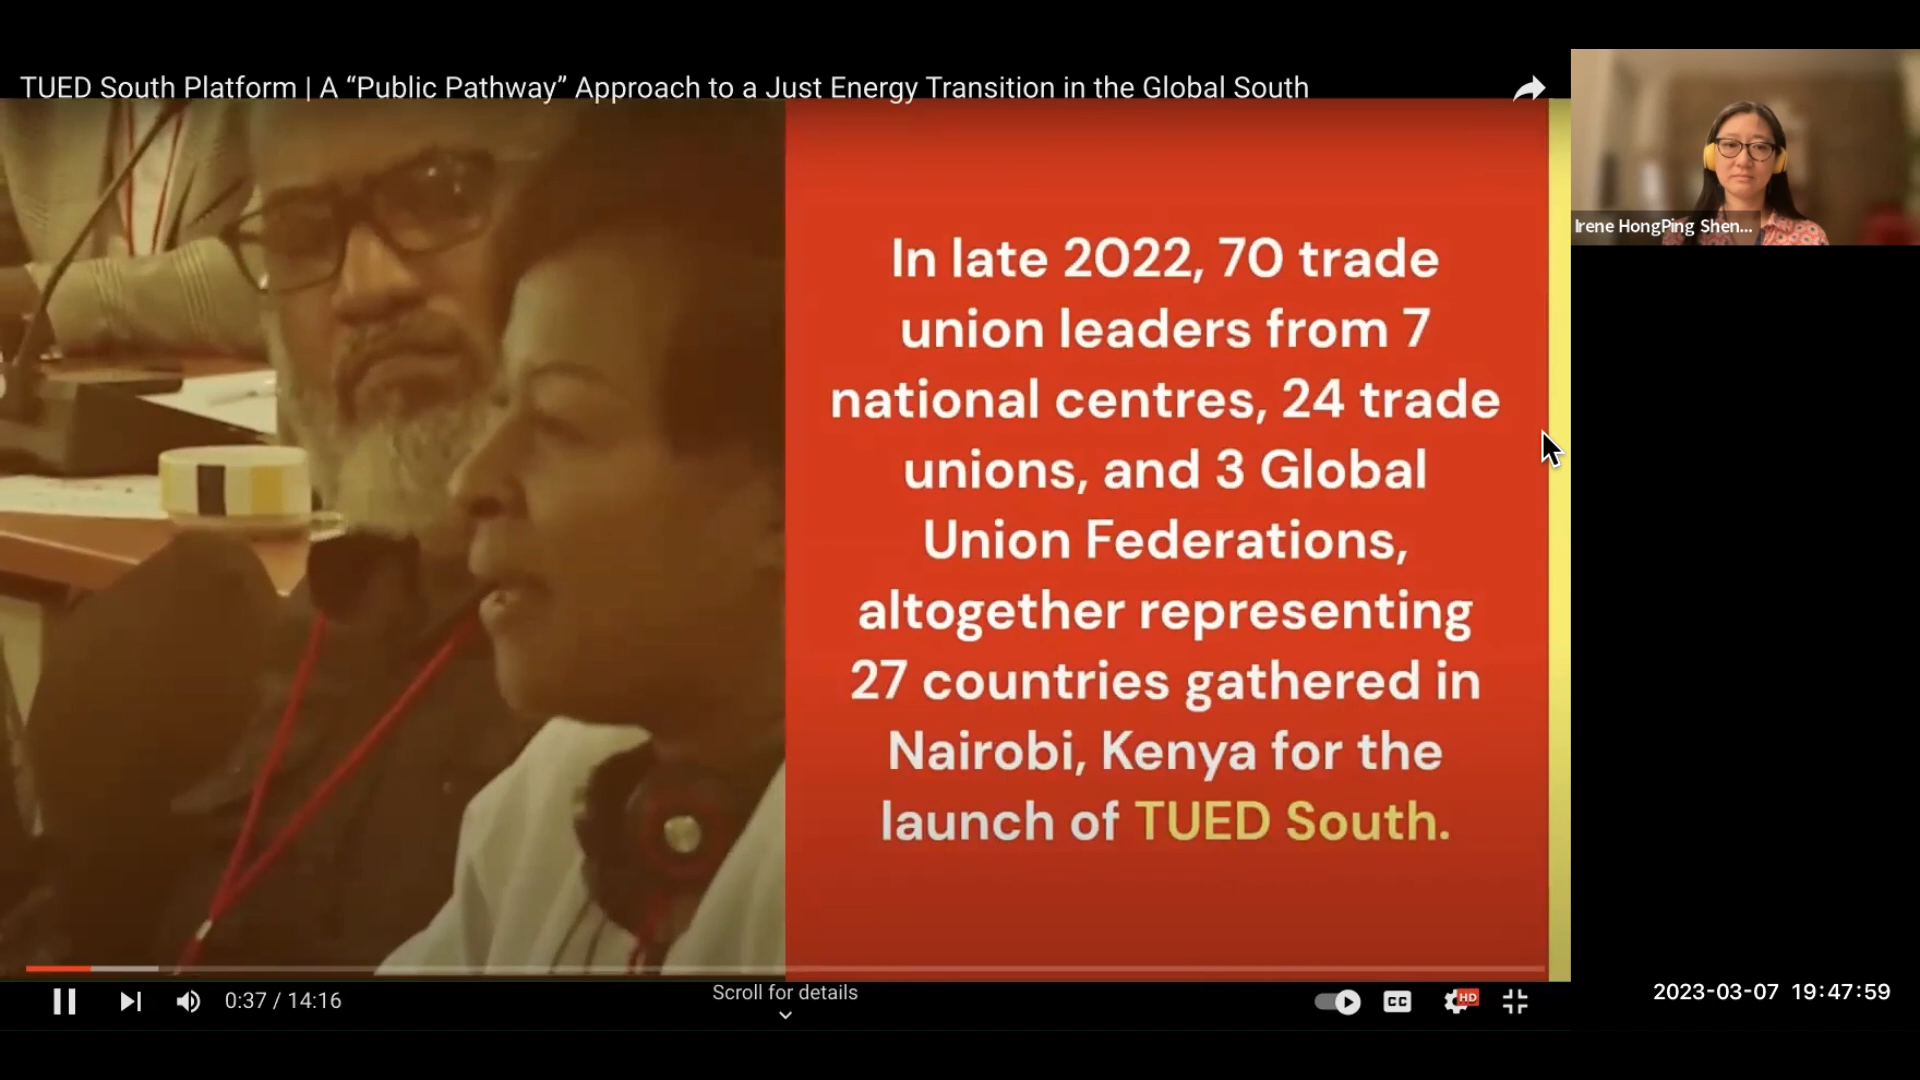 TUED South Platform | A “Public Pathway” Approach to a Just Energy Transition in the Global South
In late 2022, 70 trade
union leaders from 7
national centres, 24 trade
unions, and 3 Global
Union Federations,
altogether representing
27 countries gathered in
Nairobi, Kenya for the
launch of TUED South.
Irene HongPing Shen...
0:37 / 14:16
Scroll for details
CC
HD
2023-03-07 19:47:59